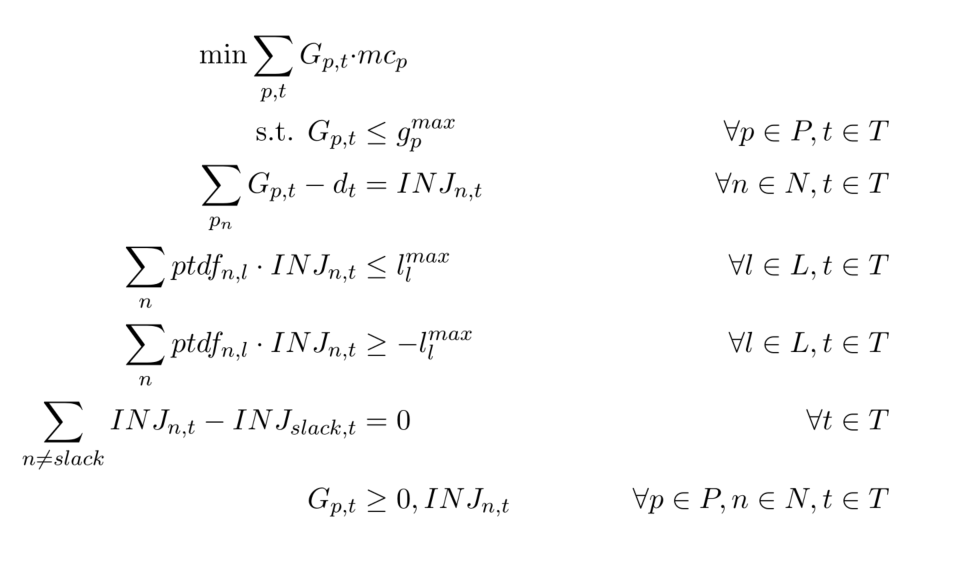 min ∑_{p,t} G_{p,t}·mc_p
s.t. G_{p,t} ≤ g_p^{max} ∀p ∈ P, t ∈ T
∑_{p_n} G_{p,t} − d_t = INJ_{n,t} ∀n ∈ N, t ∈ T
∑_n ptdf_{n,l} · INJ_{n,t} ≤ l_l^{max} ∀l ∈ L, t ∈ T
∑_n ptdf_{n,l} · INJ_{n,t} ≥ −l_l^{max} ∀l ∈ L, t ∈ T
∑_{n≠slack} INJ_{n,t} − INJ_{slack,t} = 0 ∀t ∈ T
G_{p,t} ≥ 0, INJ_{n,t} ∀p ∈ P, n ∈ N, t ∈ T